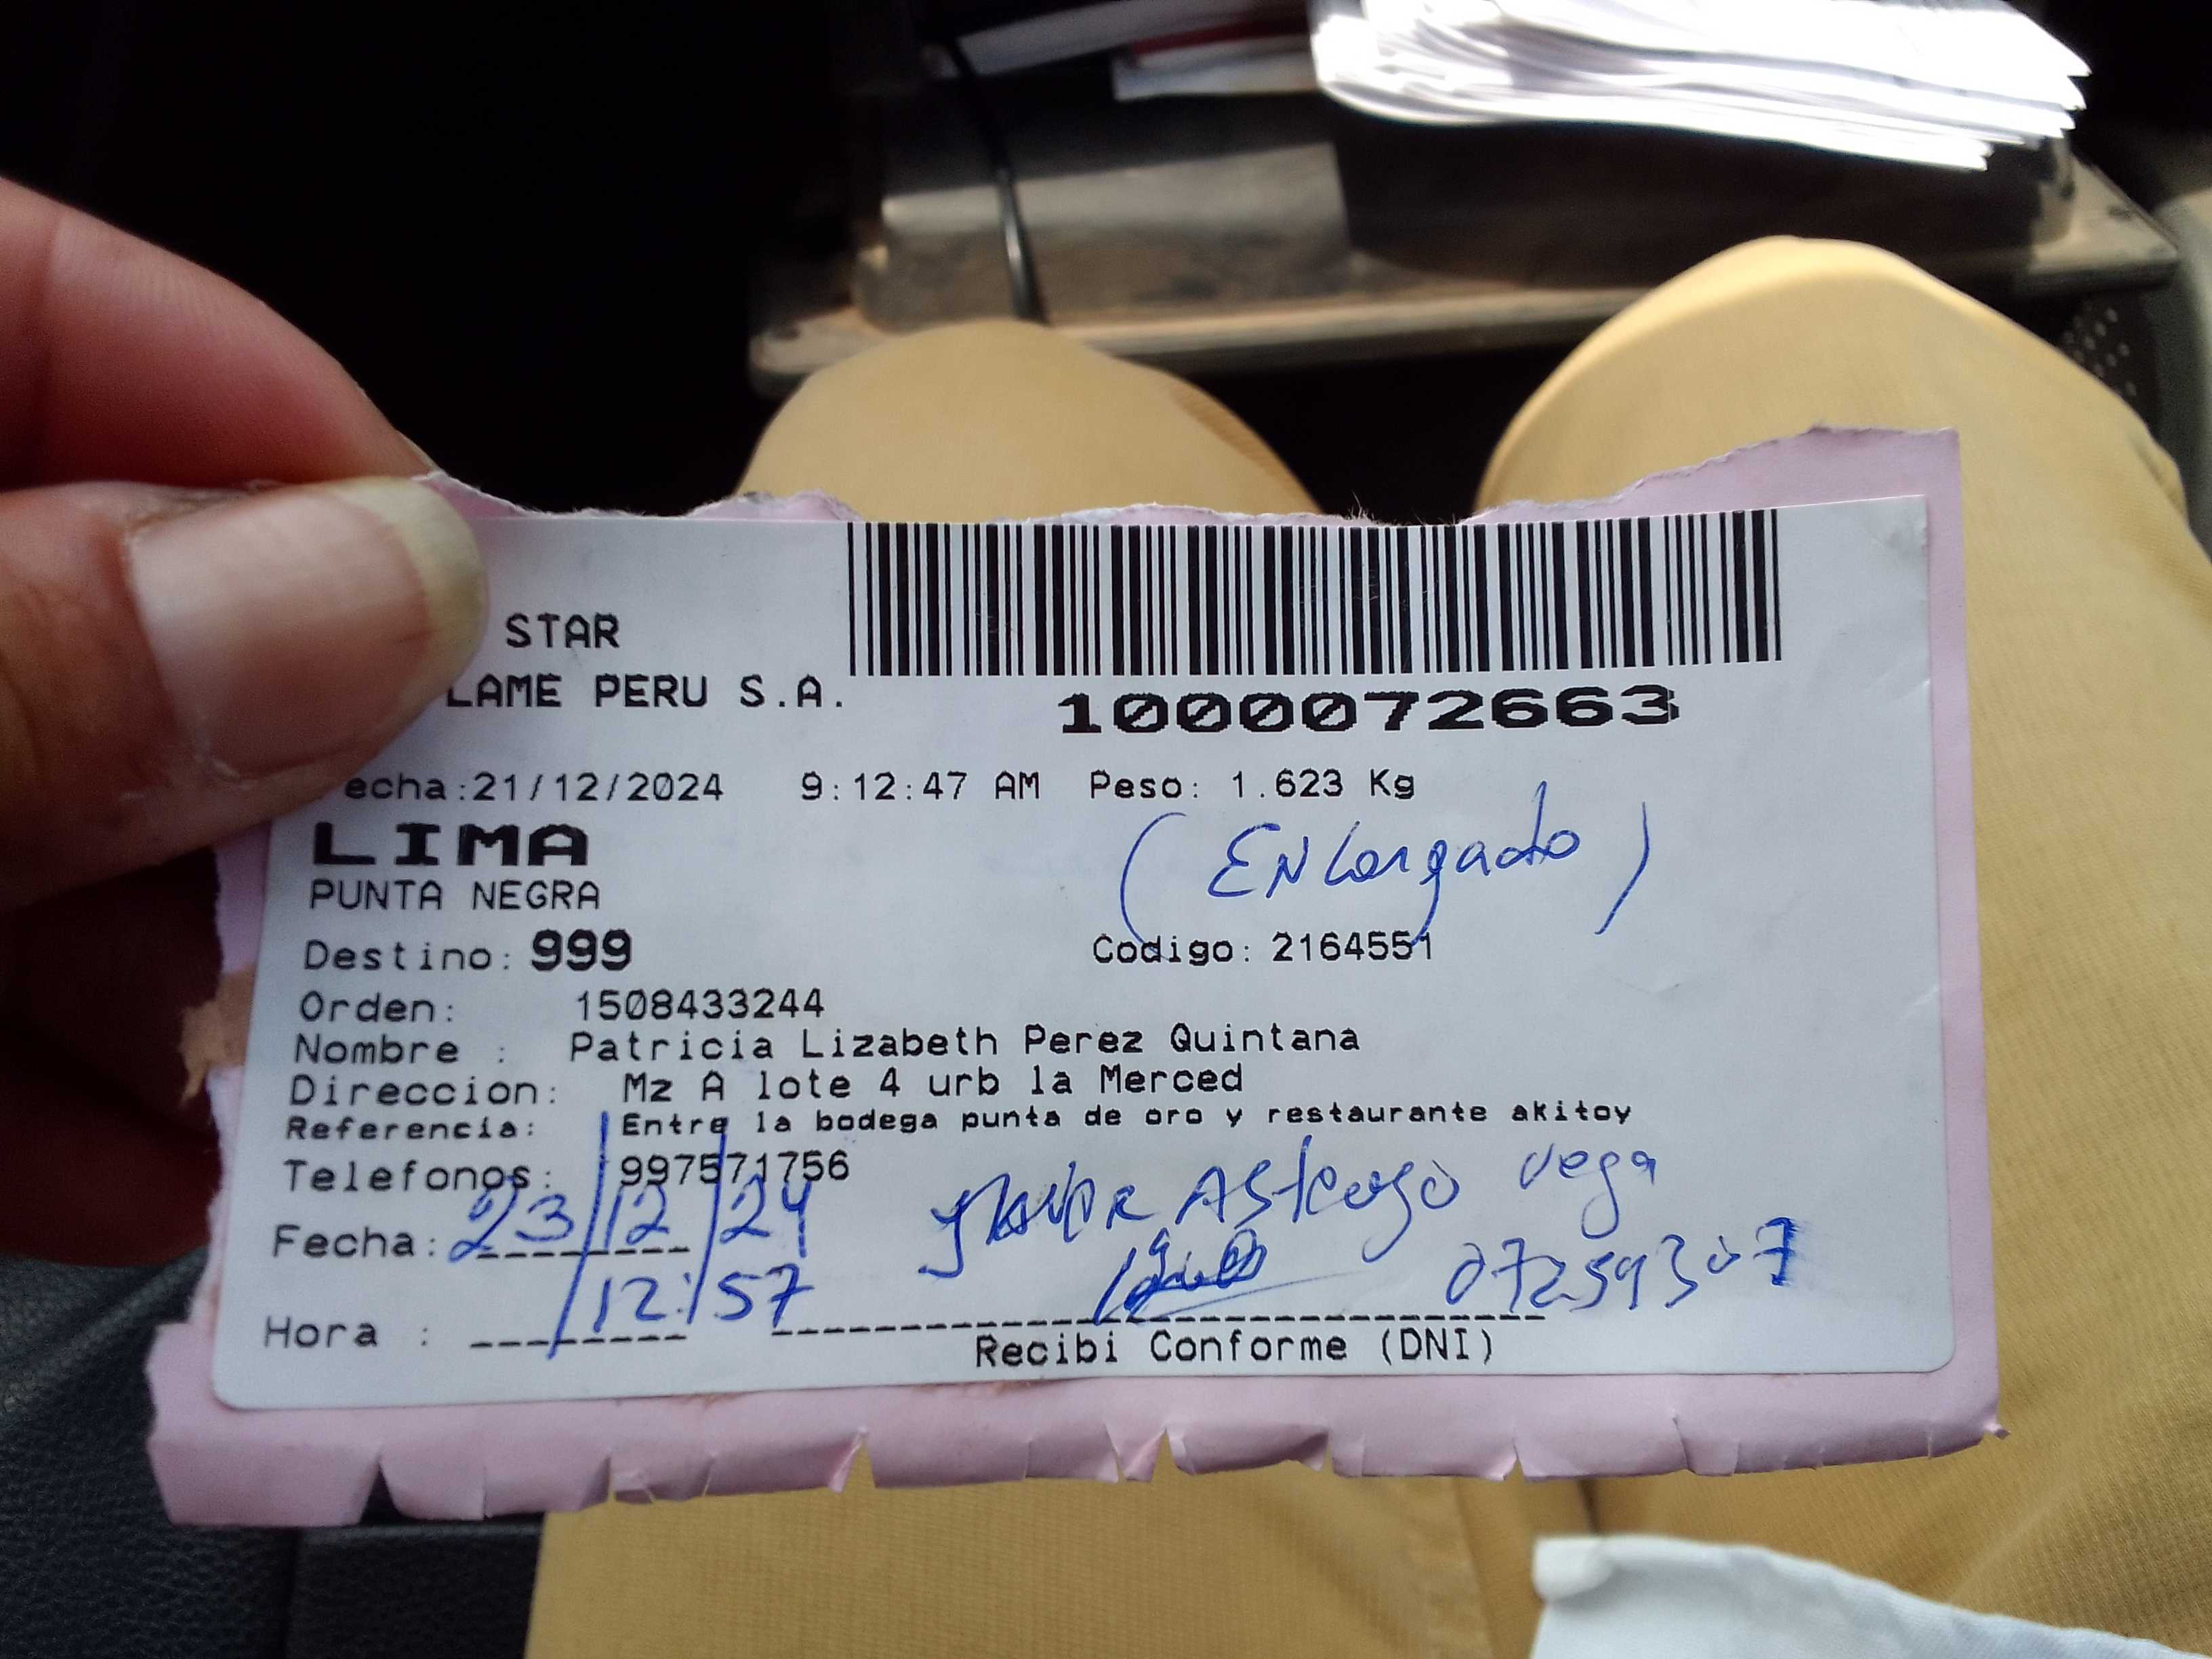 STAR
LAME PERU S.A.
1000072663
echa:21/12/2024 9:12:47 AM Peso: 1.623 Kg
LIMA
(ENCargado)
PUNTA NEGRA
Destino: 999 Codigo: 2164551
Orden: 1508433244
Nombre : Patricia Lizabeth Perez Quintana
Direccion: Mz A lote 4 urb la Merced
Referencia: Entre la bodega punta de oro y restaurante akitoy
Telefonos: 997571756
Vega
Fecha: 23/12/24
07259307
Hora : 12:57
Recibi Conforme (DNI)